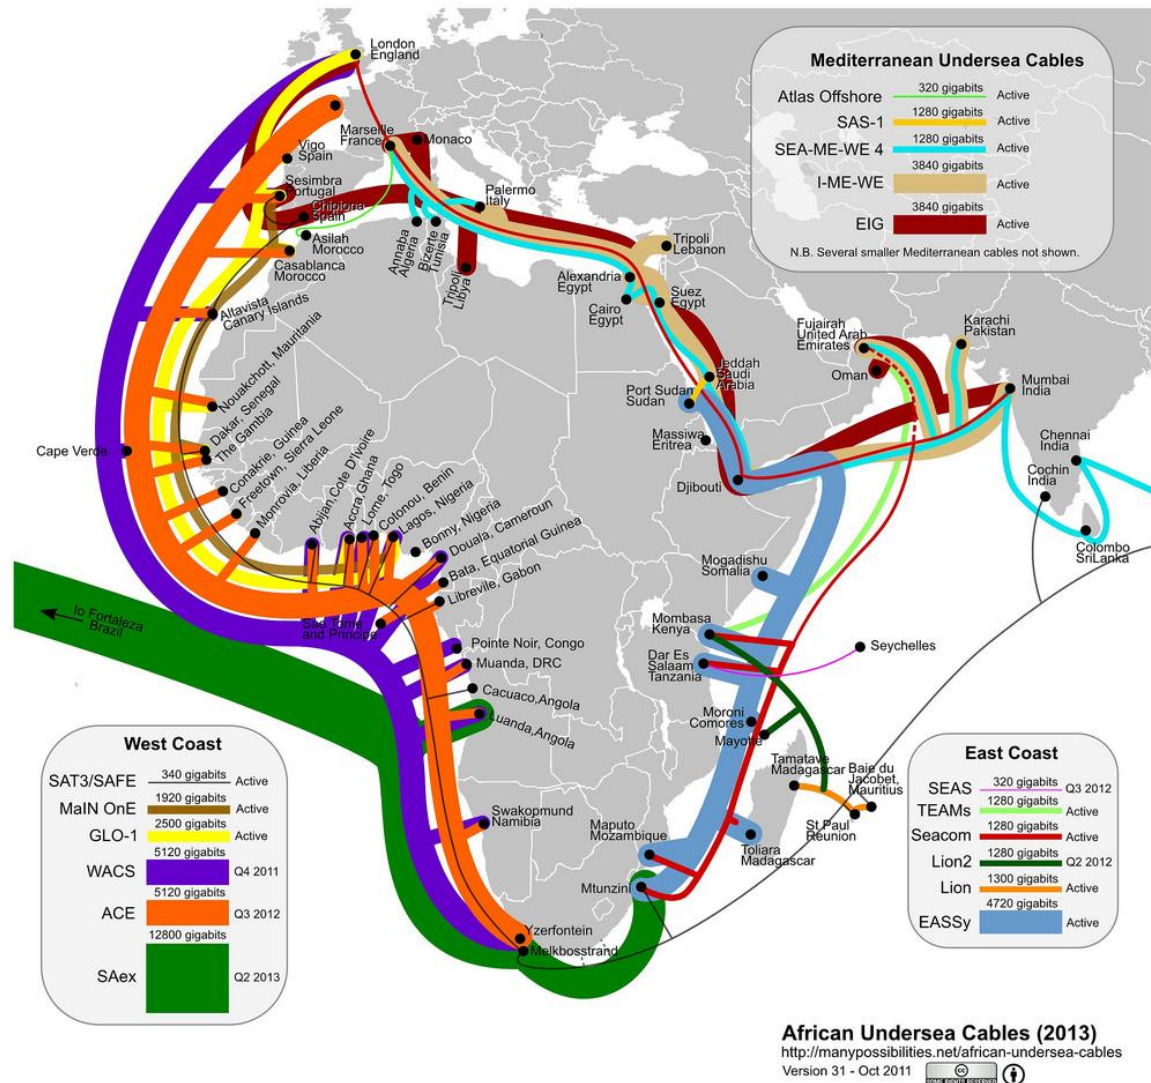 London
England
Marseille
France
Monaco
Vigo
Spain
Sesimbra
Portugal
Chipiona
Spain
Asilah
Morocco
Casablanca
Morocco
Altavista
Canary Islands
Annaba
Algeria
Bizerte
Tunisia
Palermo
Italy
Tripoli
Libya
Tripoli
Lebanon
Alexandria
Egypt
Cairo
Egypt
Suez
Egypt
Mediterranean Undersea Cables
Atlas Offshore 320 gigabits Active
SAS-1 1280 gigabits Active
SEA-ME-WE 4 1280 gigabits Active
I-ME-WE 3840 gigabits Active
EIG 3840 gigabits Active
N.B. Several smaller Mediterranean cables not shown.
Fujairah
United Arab
Emirates
Karachi
Pakistan
Oman
Mumbai
India
Chennai
India
Cochin
India
Colombo
SriLanka
Jeddah
Saudi
Arabia
Port Sudan
Sudan
Massiwa
Eritrea
Djibouti
Nouakchott, Mauritania
Dakar, Senegal
The Gambia
Cape Verde
Conakrie, Guinea
Freetown, Sierra Leone
Monrovia, Liberia
Abijan,Cote D'Ivoire
Accra,Ghana
Lome, Togo
Cotonou, Benin
Lagos, Nigeria
Bonny, Nigeria
Douala, Cameroun
Bata, Equatorial Guinea
Libreville, Gabon
Sao Tome
and Principe
to Fortaleza
Brazil
Pointe Noir, Congo
Muanda, DRC
Cacuaco,Angola
Luanda,Angola
Swakopmund
Namibia
Yzerfontein
Melkbosstrand
Mogadishu
Somalia
Mombasa
Kenya
Dar Es
Salaam
Tanzania
Seychelles
Moroni
Comores
Mayotte
Tamatave
Madagascar
Baie du
Jacobet,
Mauritius
St Paul
Reunion
Maputo
Mozambique
Toliara
Madagascar
Mtunzini
West Coast
SAT3/SAFE 340 gigabits Active
MaIN OnE 1920 gigabits Active
GLO-1 2500 gigabits Active
WACS 5120 gigabits Q4 2011
ACE 5120 gigabits Q3 2012
SAex 12800 gigabits Q2 2013
East Coast
SEAS 320 gigabits Q3 2012
TEAMs 1280 gigabits Active
Seacom 1280 gigabits Active
Lion2 1280 gigabits Q2 2012
Lion 1300 gigabits Active
EASSy 4720 gigabits Active
African Undersea Cables (2013)
http://manypossibilities.net/african-undersea-cables
Version 31 - Oct 2011
cc
SOME RIGHTS RESERVED